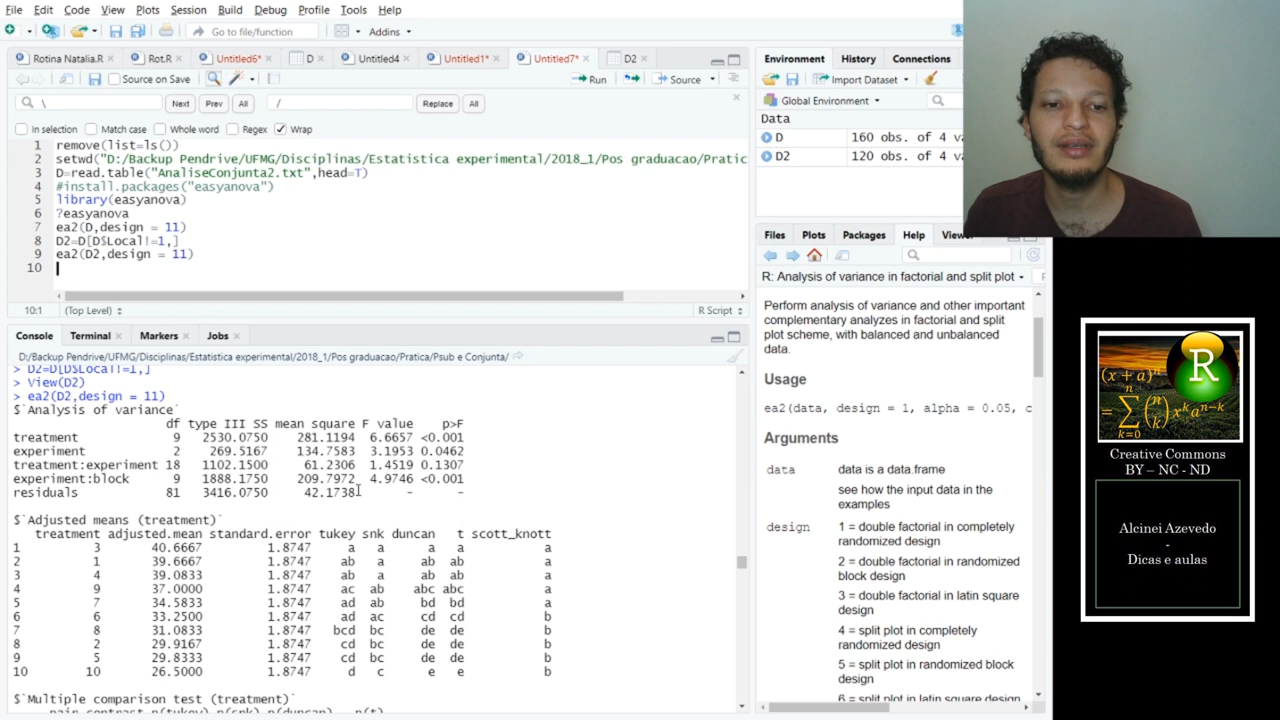 File Edit Code View Plots Session Build Debug Profile Tools Help
Go to file/function Addins
Rotina Natalia.R Rot.R Untitled6* D Untitled4 Untitled1* Untitled7* D2
Source on Save Run Source
\ Next Prev All / Replace All
In selection Match case Whole word Regex Wrap
1 remove(list=ls())
2 setwd("D:/Backup Pendrive/UFMG/Disciplinas/Estatistica experimental/2018_1/Pos graduacao/Pratic
3 D=read.table("AnaliseConjunta2.txt",head=T)
4 #install.packages("easyanova")
5 library(easyanova)
6 ?easyanova
7 ea2(D,design = 11)
8 D2=D[D$Local!=1,]
9 ea2(D2,design = 11)
10
10:1 (Top Level) R Script
Console Terminal Markers Jobs
D:/Backup Pendrive/UFMG/Disciplinas/Estatistica experimental/2018_1/Pos graduacao/Pratica/Psub e Conjunta/
> D2=D[D$Local!=1,]
> View(D2)
> ea2(D2,design = 11)
$`Analysis of variance`
df type III SS mean square F value p>F
treatment 9 2530.0750 281.1194 6.6657 <0.001
experiment 2 269.5167 134.7583 3.1953 0.0462
treatment:experiment 18 1102.1500 61.2306 1.4519 0.1307
experiment:block 9 1888.1750 209.7972 4.9746 <0.001
residuals 81 3416.0750 42.1738 - -
$`Adjusted means (treatment)`
treatment adjusted.mean standard.error tukey snk duncan t scott_knott
1 3 40.6667 1.8747 a a a a a
2 1 39.6667 1.8747 ab a ab ab a
3 4 39.0833 1.8747 ab a ab ab a
4 9 37.0000 1.8747 ac ab abc abc a
5 7 34.5833 1.8747 ad ab bd bd a
6 6 33.2500 1.8747 ad ac cd cd b
7 8 31.0833 1.8747 bcd bc de de b
8 2 29.9167 1.8747 cd bc de de b
9 5 29.8333 1.8747 cd bc de de b
10 10 26.5000 1.8747 d c e e b
$`Multiple comparison test (treatment)`
pair contrast p(tukey) p(snk) p(duncan) p(t)
Environment History Connections
Import Dataset
Global Environment
Data
D 160 obs. of 4 va
D2 120 obs. of 4 va
Files Plots Packages Help Viewer
R: Analysis of variance in factorial and split plot
Perform analysis of variance and other important
complementary analyzes in factorial and split
plot scheme, with balanced and unbalanced
data.
Usage
ea2(data, design = 1, alpha = 0.05, c
Arguments
data data is a data.frame
see how the input data in the
examples
design 1 = double factorial in completely
randomized design
2 = double factorial in randomized
block design
3 = double factorial in latin square
design
4 = split plot in completely
randomized design
5 = split plot in randomized block
design
6 = split plot in latin square design
R
(x + a)^n
= ∑ n k=0 (n k) x^k a^n-k
Creative Commons
BY – NC - ND
Alcinei Azevedo
-
Dicas e aulas